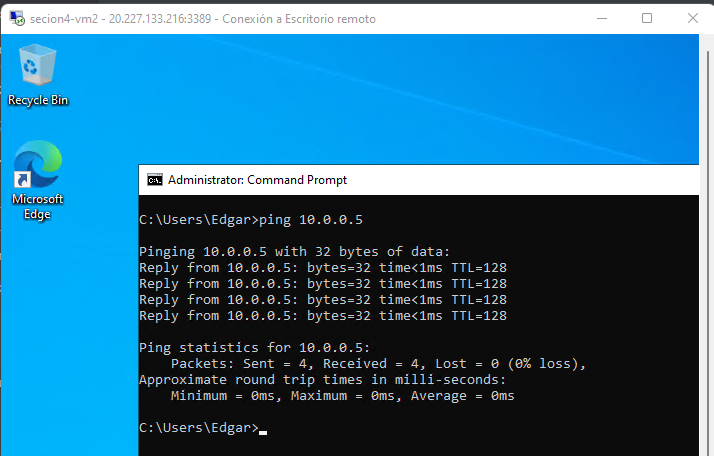 secion4-vm2 - 20.227.133.216:3389 - Conexión a Escritorio remoto
Recycle Bin
Microsoft
Edge
Administrator: Command Prompt
C:\Users\Edgar>ping 10.0.0.5
Pinging 10.0.0.5 with 32 bytes of data:
Reply from 10.0.0.5: bytes=32 time<1ms TTL=128
Reply from 10.0.0.5: bytes=32 time<1ms TTL=128
Reply from 10.0.0.5: bytes=32 time<1ms TTL=128
Reply from 10.0.0.5: bytes=32 time<1ms TTL=128
Ping statistics for 10.0.0.5:
Packets: Sent = 4, Received = 4, Lost = 0 (0% loss),
Approximate round trip times in milli-seconds:
Minimum = 0ms, Maximum = 0ms, Average = 0ms
C:\Users\Edgar>